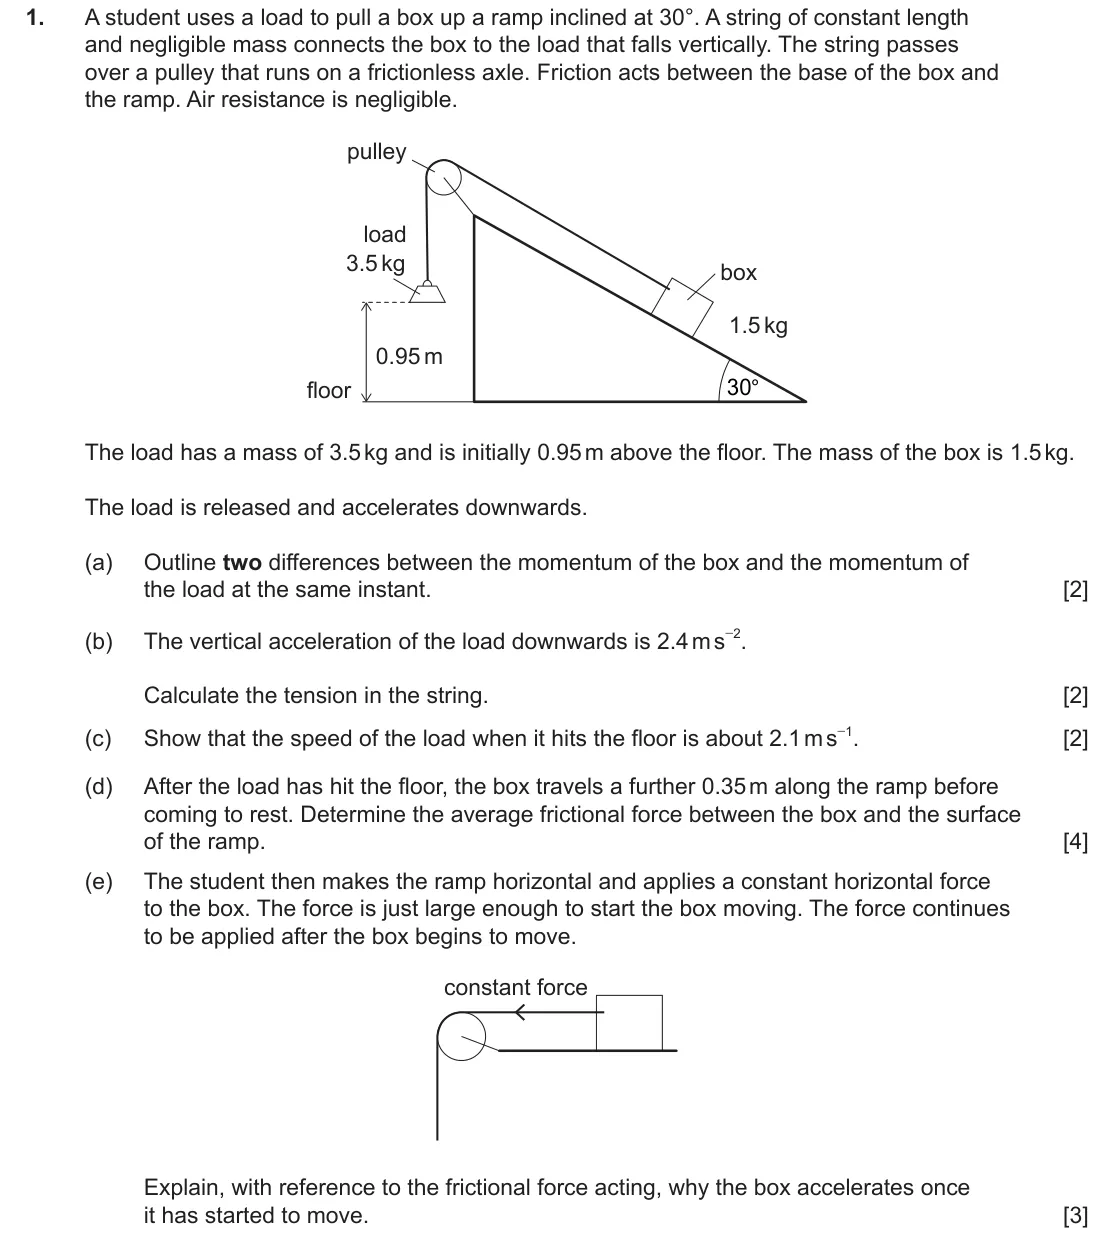 1. A student uses a load to pull a box up a ramp inclined at 30°. A string of constant length
and negligible mass connects the box to the load that falls vertically. The string passes
over a pulley that runs on a frictionless axle. Friction acts between the base of the box and
the ramp. Air resistance is negligible.
pulley
load
3.5 kg
box
1.5 kg
0.95 m
floor
30°
The load has a mass of 3.5 kg and is initially 0.95 m above the floor. The mass of the box is 1.5 kg.
The load is released and accelerates downwards.
(a) Outline two differences between the momentum of the box and the momentum of
the load at the same instant. [2]
(b) The vertical acceleration of the load downwards is 2.4 m s⁻².
Calculate the tension in the string. [2]
(c) Show that the speed of the load when it hits the floor is about 2.1 m s⁻¹. [2]
(d) After the load has hit the floor, the box travels a further 0.35 m along the ramp before
coming to rest. Determine the average frictional force between the box and the surface
of the ramp. [4]
(e) The student then makes the ramp horizontal and applies a constant horizontal force
to the box. The force is just large enough to start the box moving. The force continues
to be applied after the box begins to move.
constant force
Explain, with reference to the frictional force acting, why the box accelerates once
it has started to move. [3]